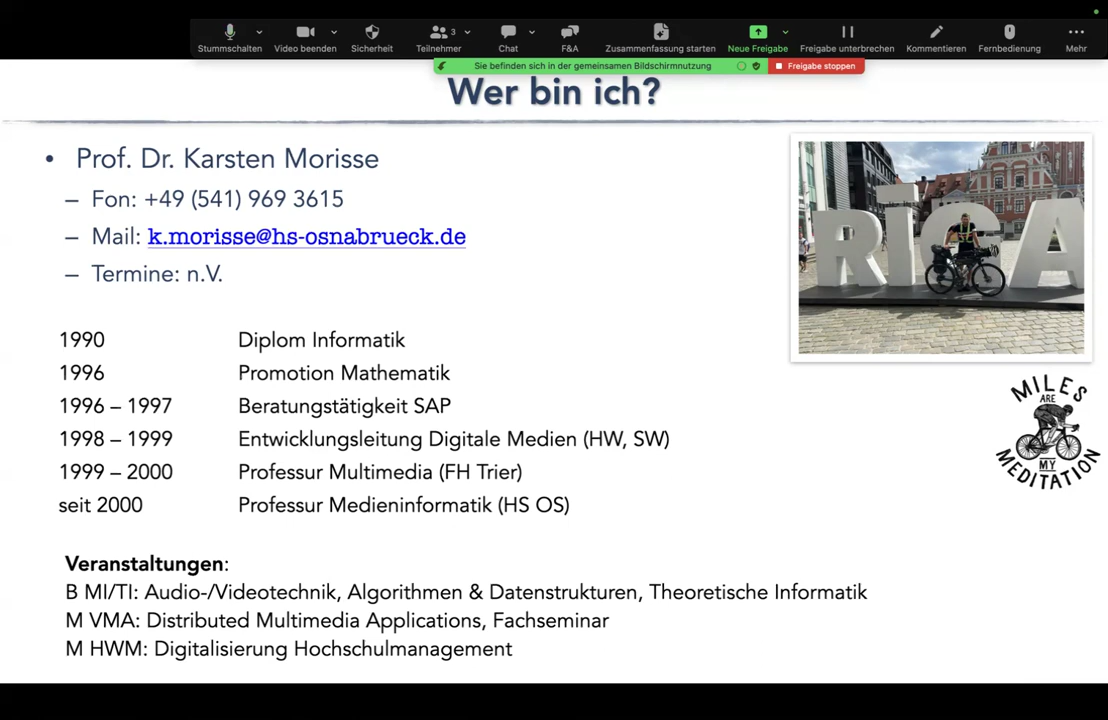 Stummschalten
Video beenden
Sicherheit
3
Teilnehmer
Chat
F&A
Zusammenfassung starten
Neue Freigabe
Freigabe unterbrechen
Kommentieren
Fernbedienung
Mehr
Sie befinden sich in der gemeinsamen Bildschirmnutzung
Freigabe stoppen
Wer bin ich?
• Prof. Dr. Karsten Morisse
– Fon: +49 (541) 969 3615
– Mail: k.morisse@hs-osnabrueck.de
– Termine: n.V.
RIGA
1990 Diplom Informatik
1996 Promotion Mathematik
1996 – 1997 Beratungstätigkeit SAP
1998 – 1999 Entwicklungsleitung Digitale Medien (HW, SW)
1999 – 2000 Professur Multimedia (FH Trier)
seit 2000 Professur Medieninformatik (HS OS)
MILES
ARE
MY
MEDITATION
Veranstaltungen:
B MI/TI: Audio-/Videotechnik, Algorithmen & Datenstrukturen, Theoretische Informatik
M VMA: Distributed Multimedia Applications, Fachseminar
M HWM: Digitalisierung Hochschulmanagement